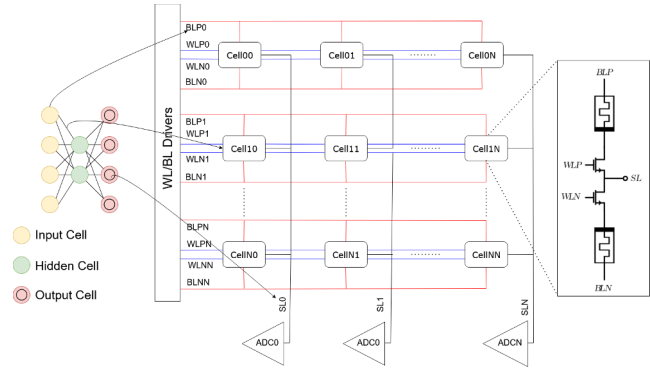 BLP0
WLP0
Cell00
Cell01
........
Cell0N
WLN0
BLN0
BLP
BLP1
WLP1
Cell10
Cell11
........
Cell1N
WLN1
BLN1
WL/BL Drivers
WLP
SL
WLN
BLPN
WLPN
CellN0
CellN1
........
CellNN
WLNN
BLNN
BLN
Input Cell
Hidden Cell
Output Cell
SL0
SL1
SLN
ADC0
ADC0
ADCN